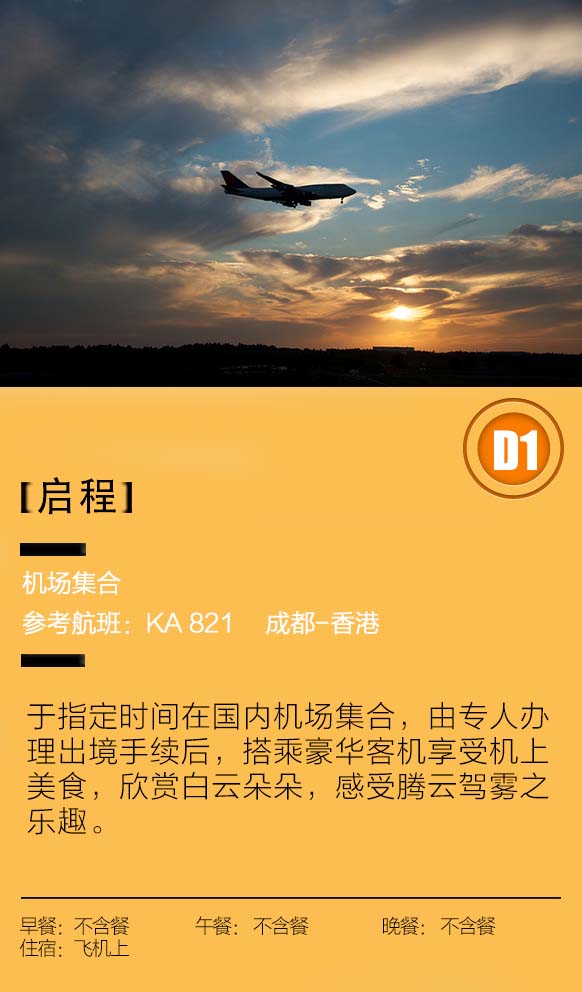 D1
[启程]
机场集合
参考航班：KA 821 成都-香港
于指定时间在国内机场集合，由专人办
理出境手续后，搭乘豪华客机享受机上
美食，欣赏白云朵朵，感受腾云驾雾之
乐趣。
早餐：不含餐 午餐：不含餐 晚餐：不含餐
住宿：飞机上